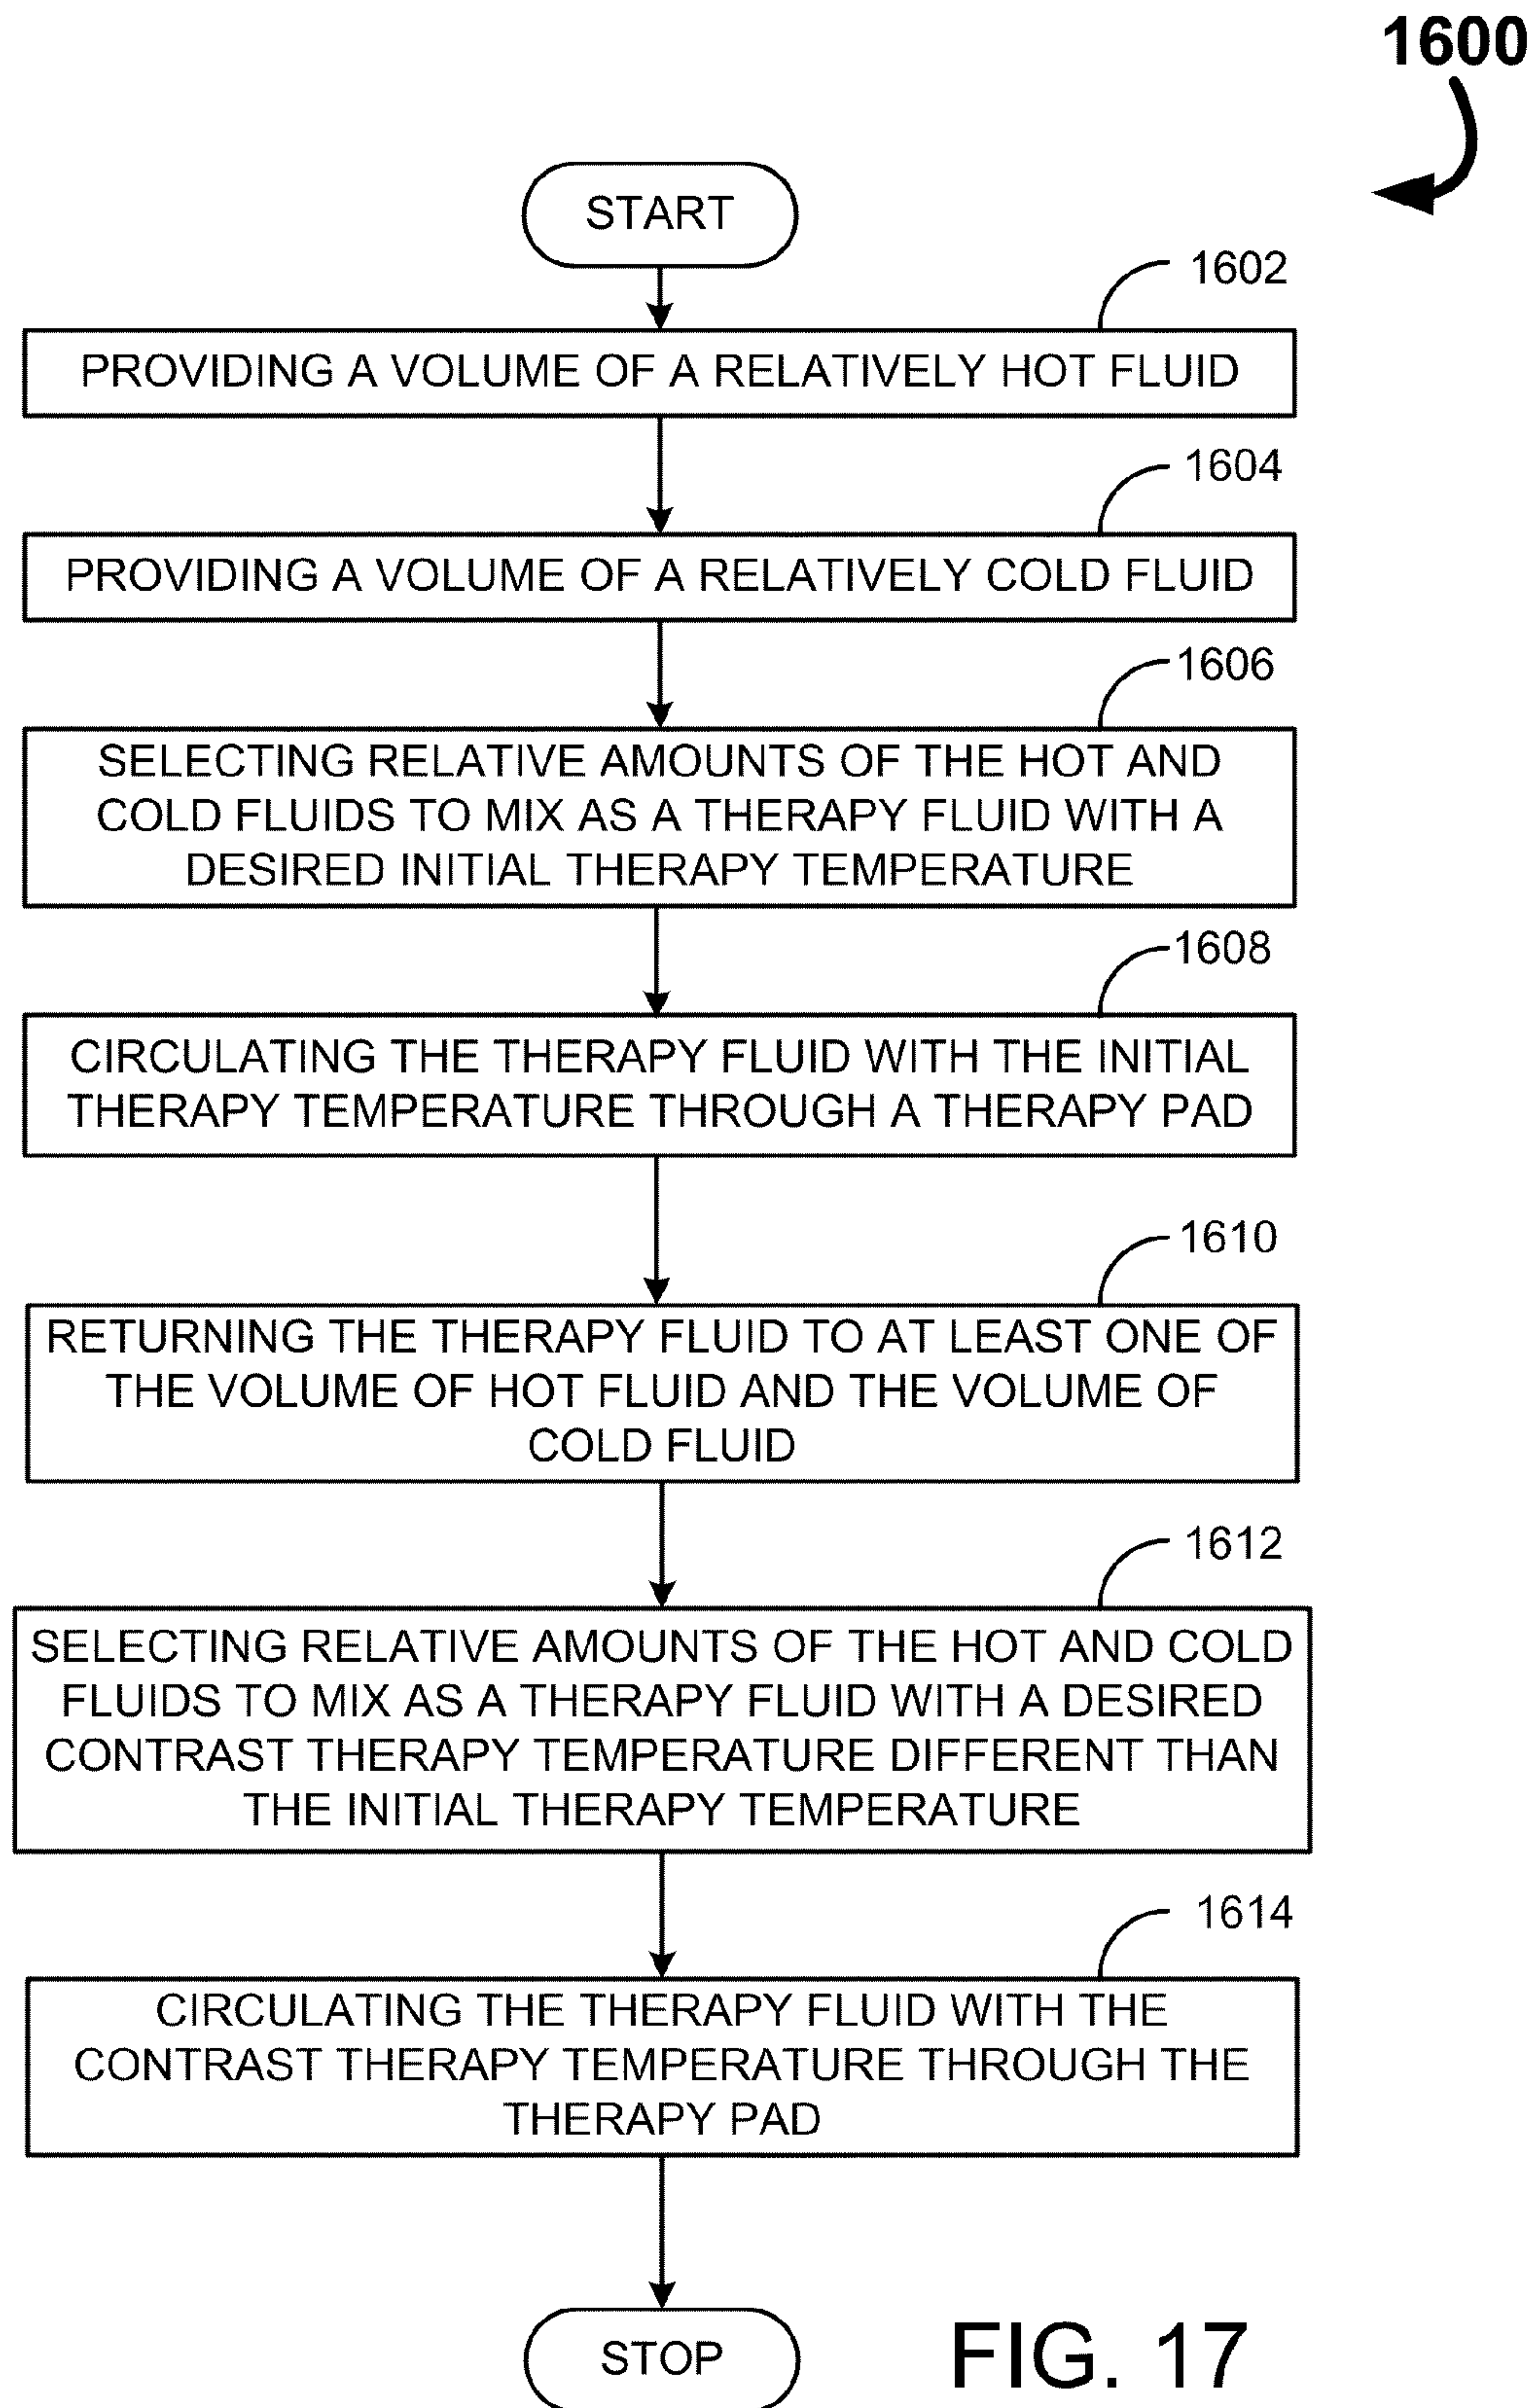 1600
START
1602
PROVIDING A VOLUME OF A RELATIVELY HOT FLUID
1604
PROVIDING A VOLUME OF A RELATIVELY COLD FLUID
1606
SELECTING RELATIVE AMOUNTS OF THE HOT AND
COLD FLUIDS TO MIX AS A THERAPY FLUID WITH A
DESIRED INITIAL THERAPY TEMPERATURE
1608
CIRCULATING THE THERAPY FLUID WITH THE INITIAL
THERAPY TEMPERATURE THROUGH A THERAPY PAD
1610
RETURNING THE THERAPY FLUID TO AT LEAST ONE OF
THE VOLUME OF HOT FLUID AND THE VOLUME OF
COLD FLUID
1612
SELECTING RELATIVE AMOUNTS OF THE HOT AND COLD
FLUIDS TO MIX AS A THERAPY FLUID WITH A DESIRED
CONTRAST THERAPY TEMPERATURE DIFFERENT THAN
THE INITIAL THERAPY TEMPERATURE
1614
CIRCULATING THE THERAPY FLUID WITH THE
CONTRAST THERAPY TEMPERATURE THROUGH THE
THERAPY PAD
STOP
FIG. 17